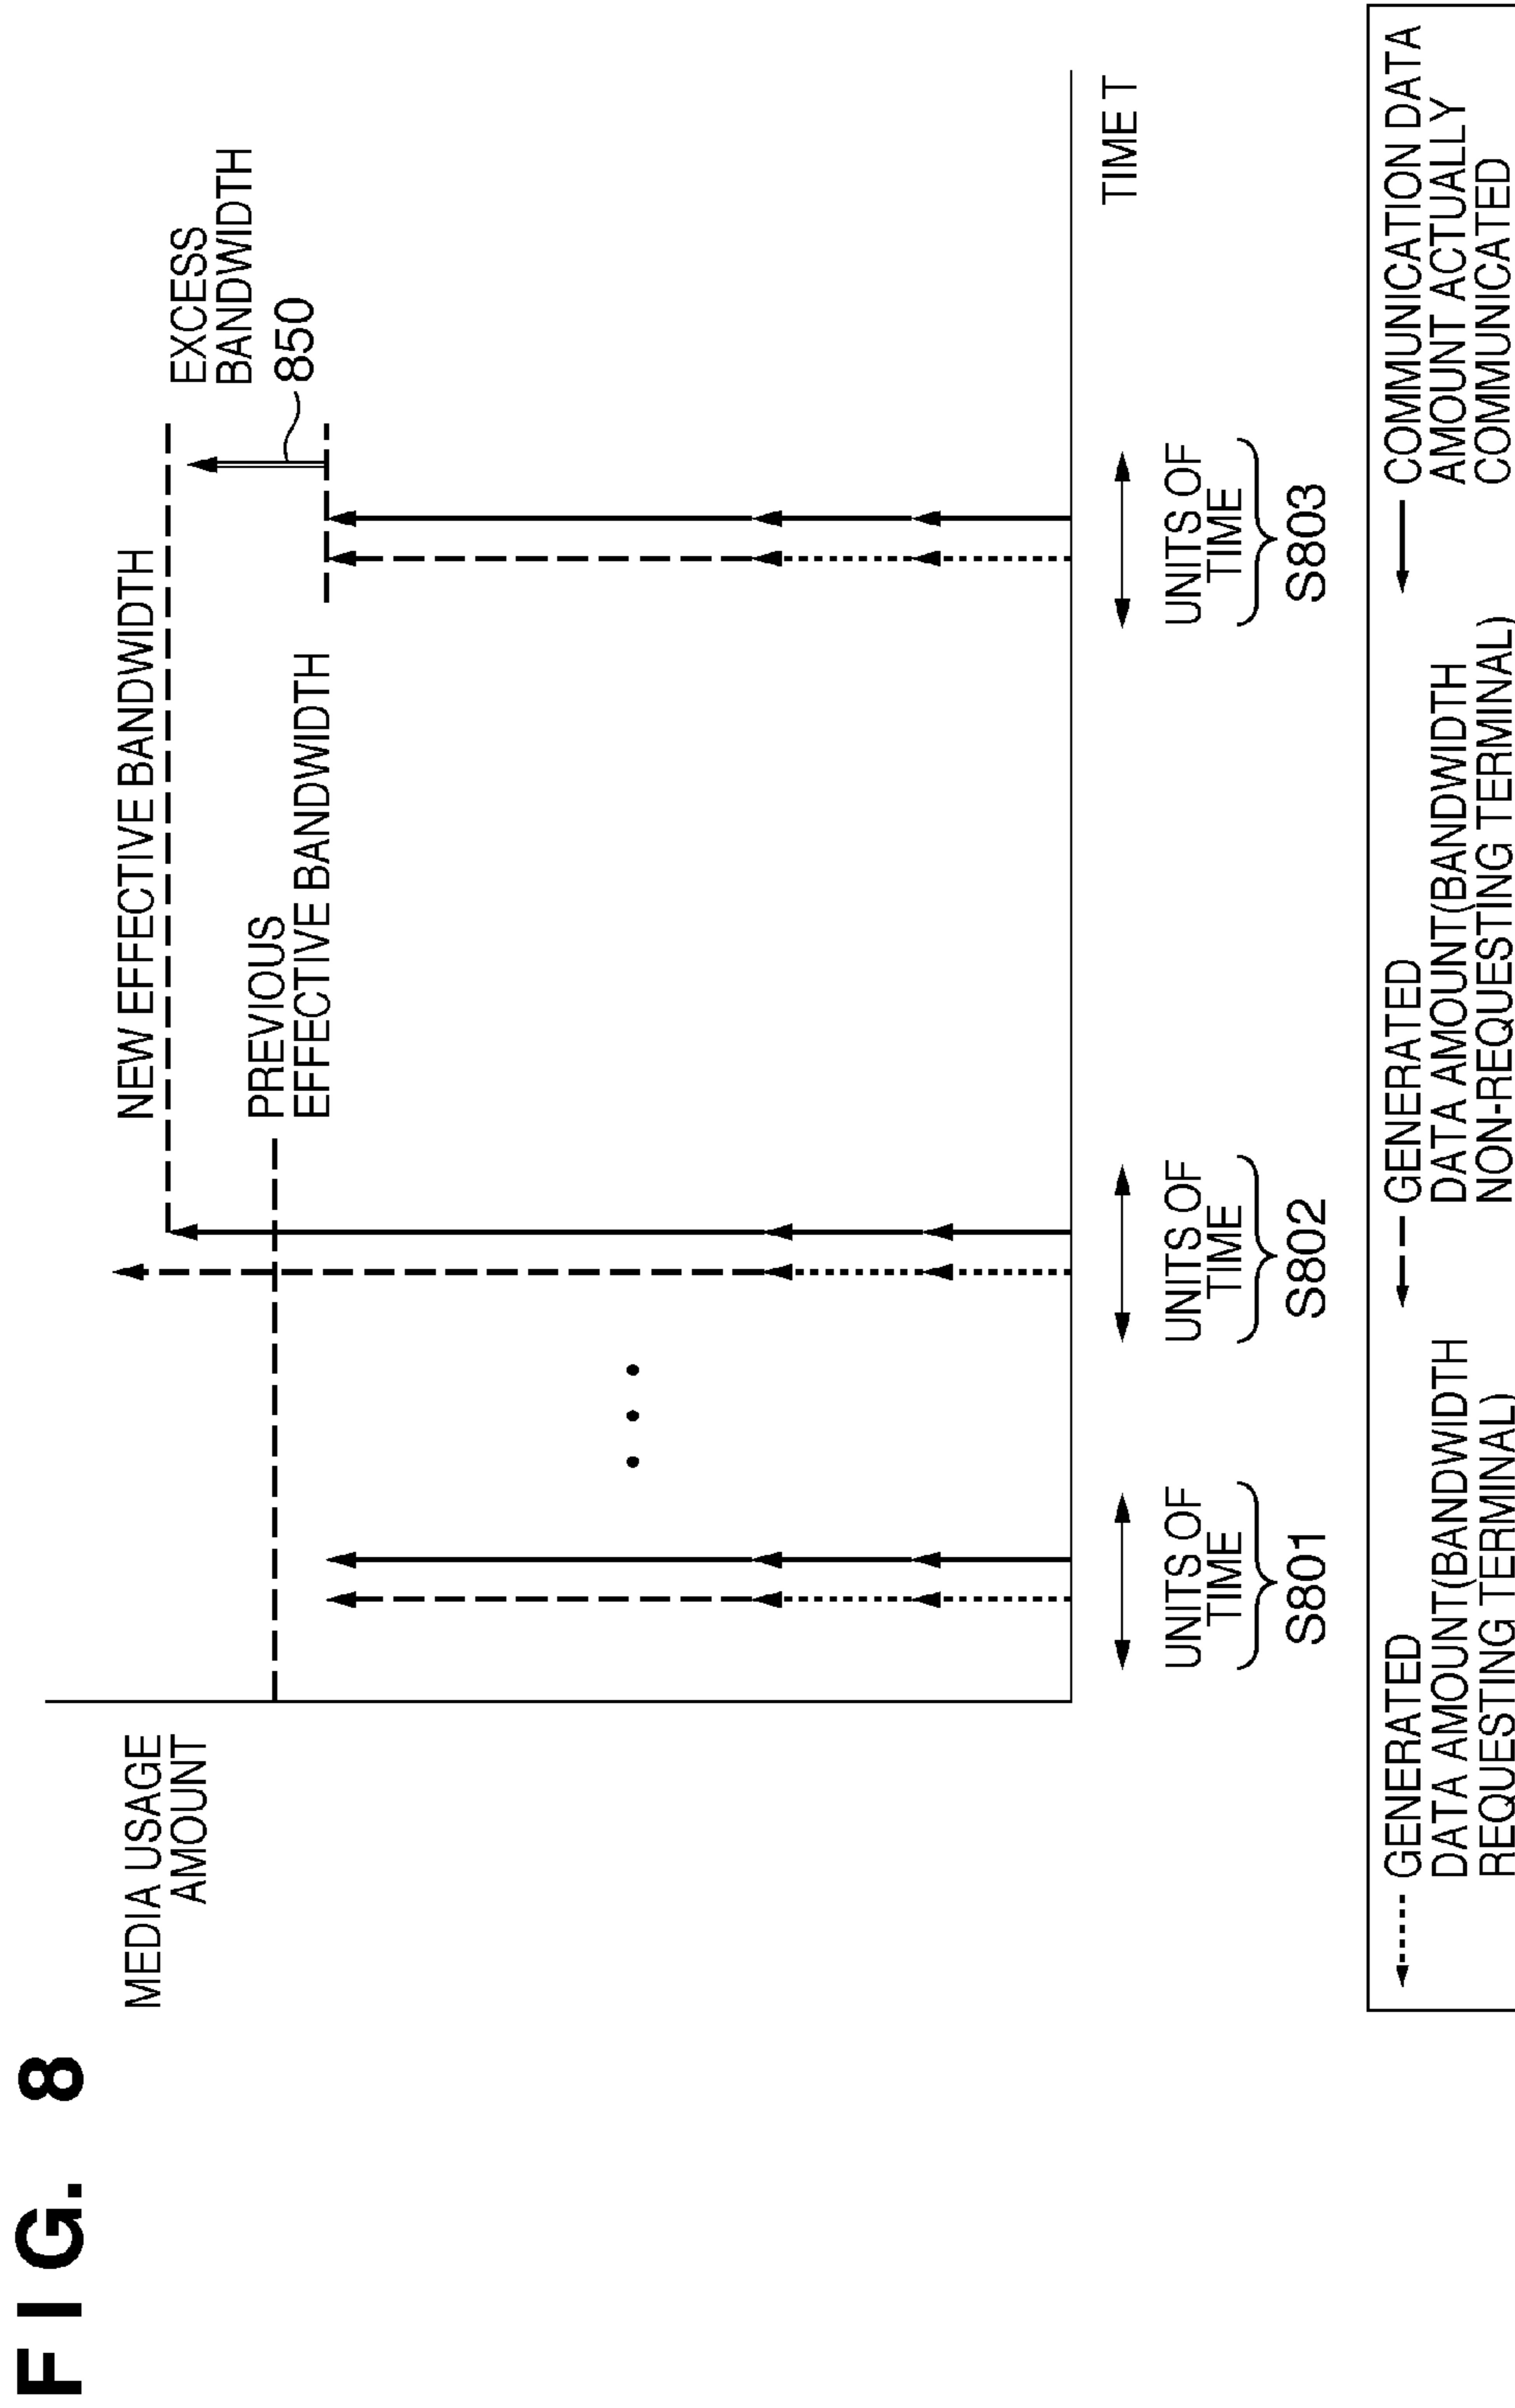 FIG. 8
MEDIA USAGE
AMOUNT
NEW EFFECTIVE BANDWIDTH
PREVIOUS
EFFECTIVE BANDWIDTH
EXCESS
BANDWIDTH
850
TIME T
UNITS OF
TIME
S801
UNITS OF
TIME
S802
UNITS OF
TIME
S803
GENERATED
DATA AMOUNT(BANDWIDTH
REQUESTING TERMINAL)
GENERATED
DATA AMOUNT(BANDWIDTH
NON-REQUESTING TERMINAL)
COMMUNICATION DATA
AMOUNT ACTUALLY
COMMUNICATED